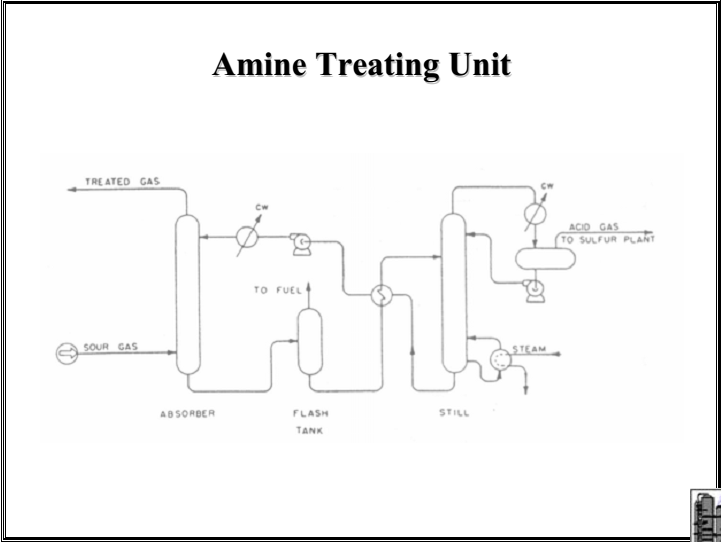 Amine Treating Unit
TREATED GAS
CW
CW
ACID GAS
TO SULFUR PLANT
TO FUEL
SOUR GAS
STEAM
ABSORBER
FLASH
TANK
STILL